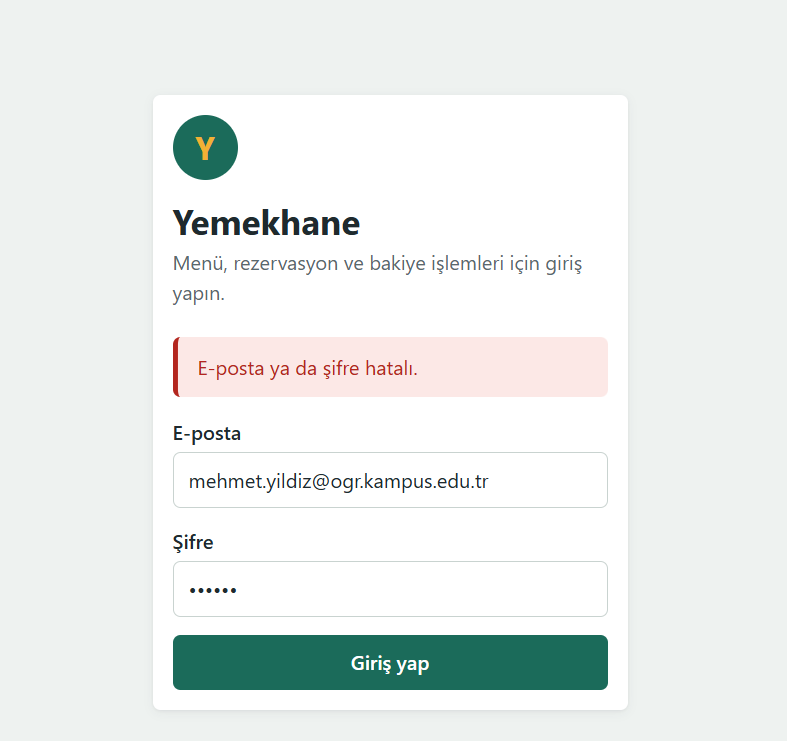 Y
Yemekhane
Menü, rezervasyon ve bakiye işlemleri için giriş
yapın.
E-posta ya da şifre hatalı.
E-posta
mehmet.yildiz@ogr.kampus.edu.tr
Şifre
••••••
Giriş yap